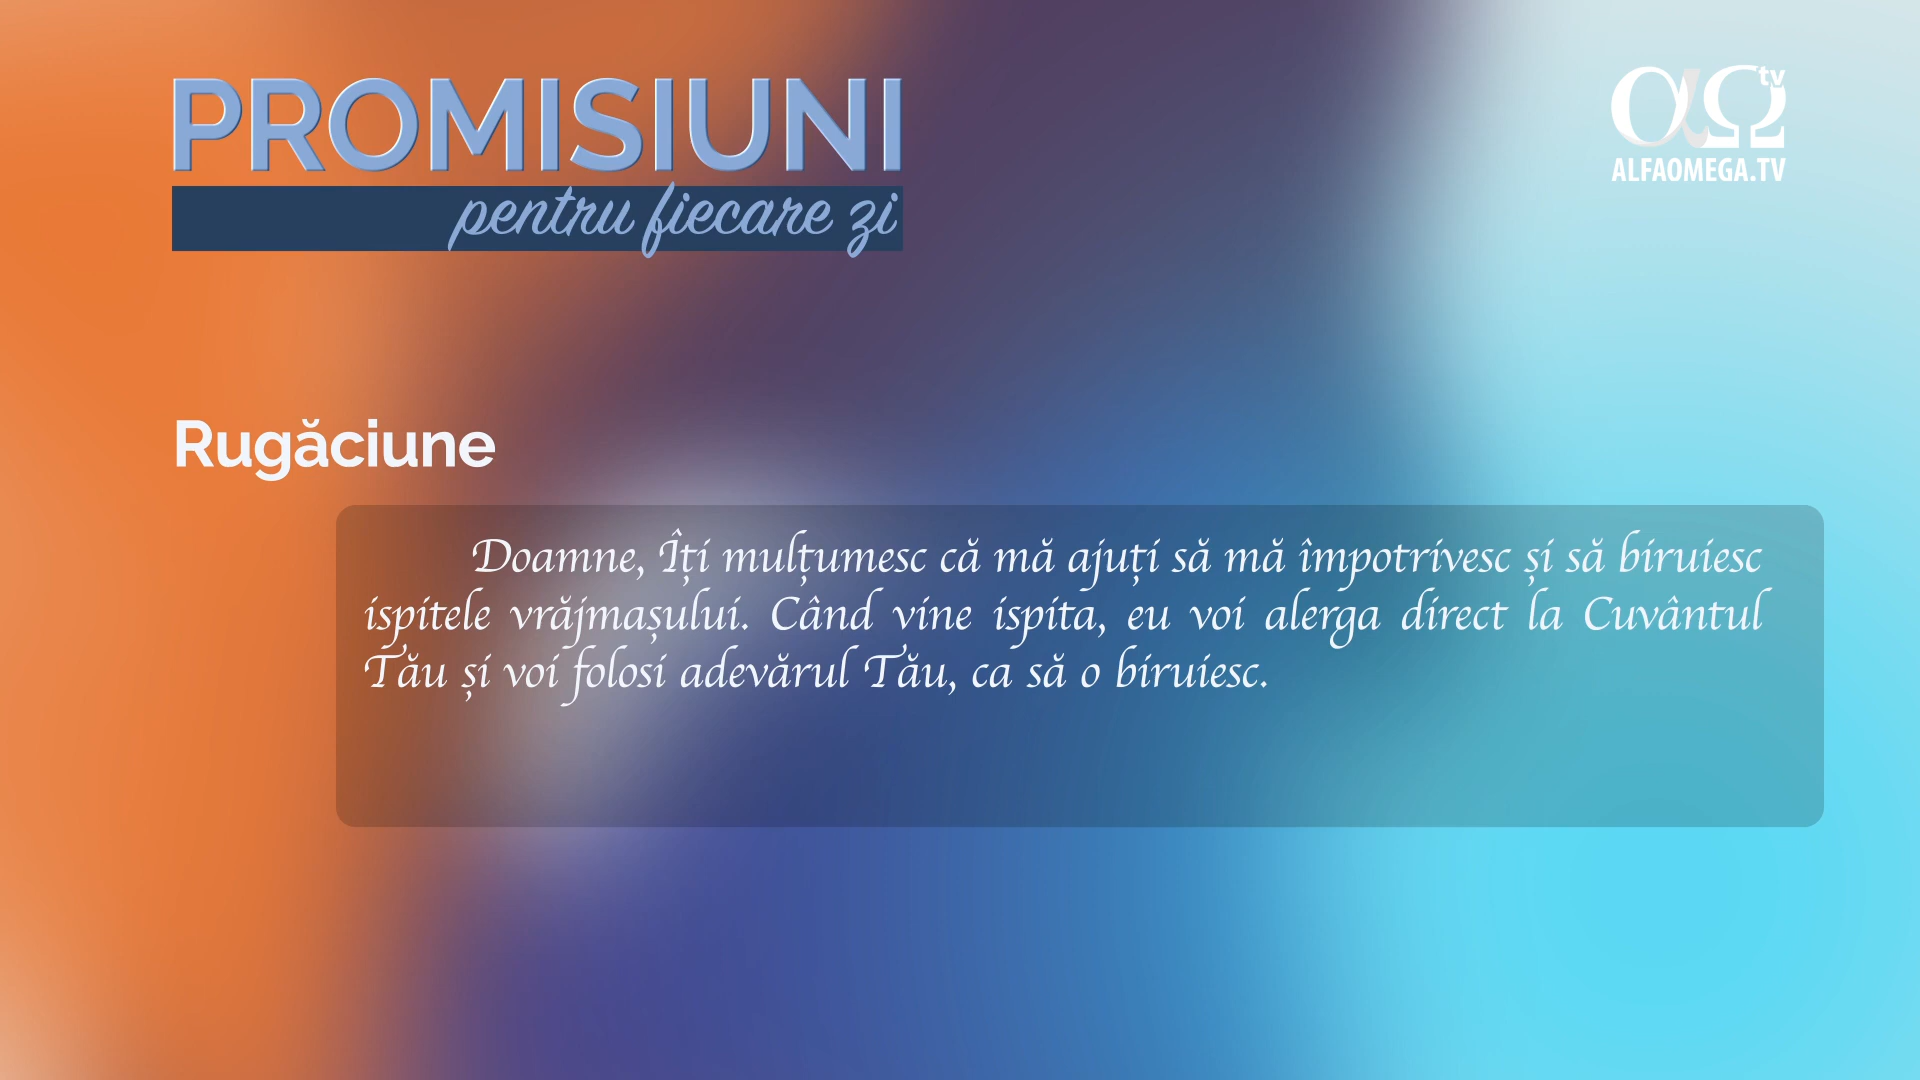 PROMISIUNI
pentru fiecare zi
αΩ tv
ALFAOMEGA.TV
Rugăciune
Doamne, Îți mulțumesc că mă ajuți să mă împotrivesc și să biruiesc
ispitele vrăjmașului. Când vine ispita, eu voi alerga direct la Cuvântul
Tău și voi folosi adevărul Tău, ca să o biruiesc.